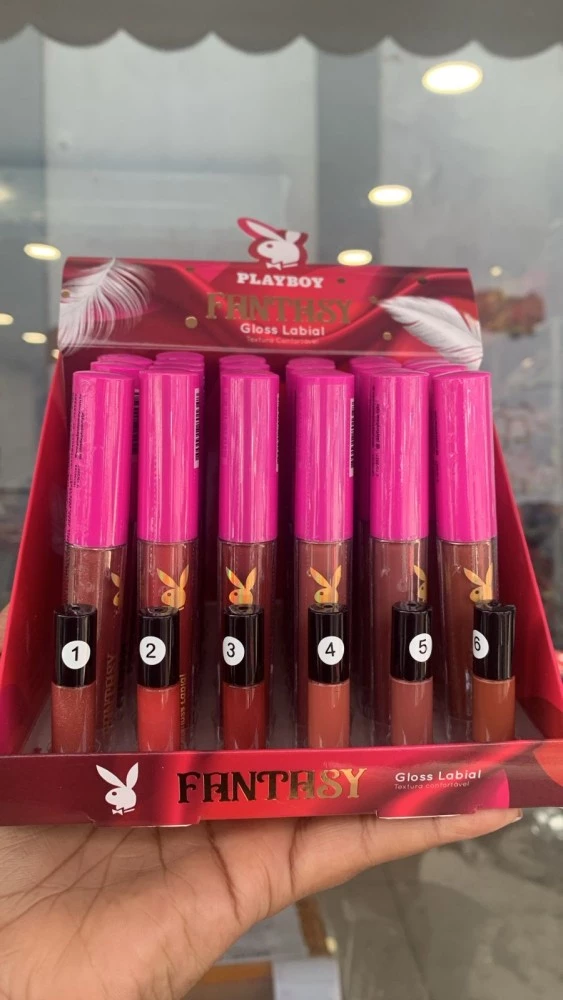 PLAYBOY
FANTASY
Gloss Labial
Textura Confortável
1
2
3
4
5
6
FANTASY
Gloss Labial
Textura confortável